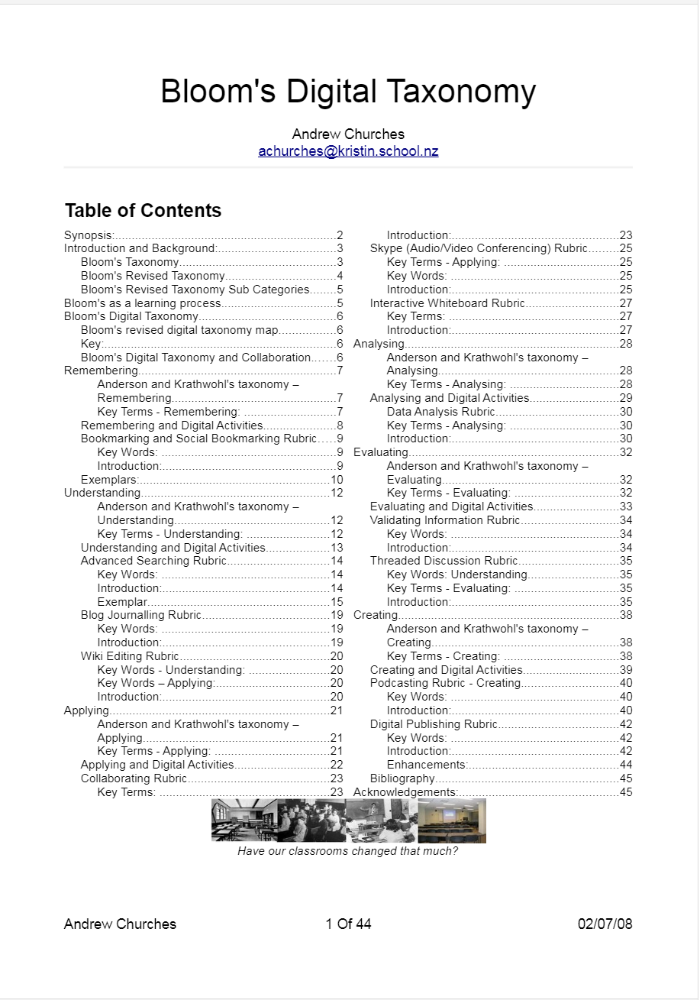 Bloom's Digital Taxonomy
Andrew Churches
achurches@kristin.school.nz
Table of Contents
Synopsis:.....2
Introduction and Background:.....3
Bloom's Taxonomy.....3
Bloom's Revised Taxonomy.....4
Bloom's Revised Taxonomy Sub Categories.....5
Bloom's as a learning process.....5
Bloom's Digital Taxonomy.....6
Bloom's revised digital taxonomy map.....6
Key:.....6
Bloom's Digital Taxonomy and Collaboration.....6
Remembering.....7
Anderson and Krathwohl's taxonomy –
Remembering.....7
Key Terms - Remembering: .....7
Remembering and Digital Activities.....8
Bookmarking and Social Bookmarking Rubric.....9
Key Words: .....9
Introduction:.....9
Exemplars:.....10
Understanding.....12
Anderson and Krathwohl's taxonomy –
Understanding.....12
Key Terms - Understanding: .....12
Understanding and Digital Activities.....13
Advanced Searching Rubric.....14
Key Words: .....14
Introduction:.....14
Exemplar.....15
Blog Journalling Rubric.....19
Key Words: .....19
Introduction:.....19
Wiki Editing Rubric.....20
Key Words - Understanding: .....20
Key Words – Applying:.....20
Introduction:.....20
Applying.....21
Anderson and Krathwohl's taxonomy –
Applying.....21
Key Terms - Applying: .....21
Applying and Digital Activities.....22
Collaborating Rubric.....23
Key Terms: .....23
Introduction:.....23
Skype (Audio/Video Conferencing) Rubric.....25
Key Terms - Applying: .....25
Key Words: .....25
Introduction:.....25
Interactive Whiteboard Rubric.....27
Key Terms: .....27
Introduction:.....27
Analysing.....28
Anderson and Krathwohl's taxonomy –
Analysing.....28
Key Terms - Analysing: .....28
Analysing and Digital Activities.....29
Data Analysis Rubric.....30
Key Terms - Analysing: .....30
Introduction:.....30
Evaluating.....32
Anderson and Krathwohl's taxonomy –
Evaluating.....32
Key Terms - Evaluating: .....32
Evaluating and Digital Activities.....33
Validating Information Rubric.....34
Key Words: .....34
Introduction:.....34
Threaded Discussion Rubric.....35
Key Words: Understanding.....35
Key Terms - Evaluating: .....35
Introduction:.....35
Creating.....38
Anderson and Krathwohl's taxonomy –
Creating.....38
Key Terms - Creating: .....38
Creating and Digital Activities.....39
Podcasting Rubric - Creating.....40
Key Words: .....40
Introduction:.....40
Digital Publishing Rubric.....42
Key Words: .....42
Introduction:.....42
Enhancements:.....44
Bibliography.....45
Acknowledgements:.....45
Have our classrooms changed that much?
Andrew Churches 1 Of 44 02/07/08